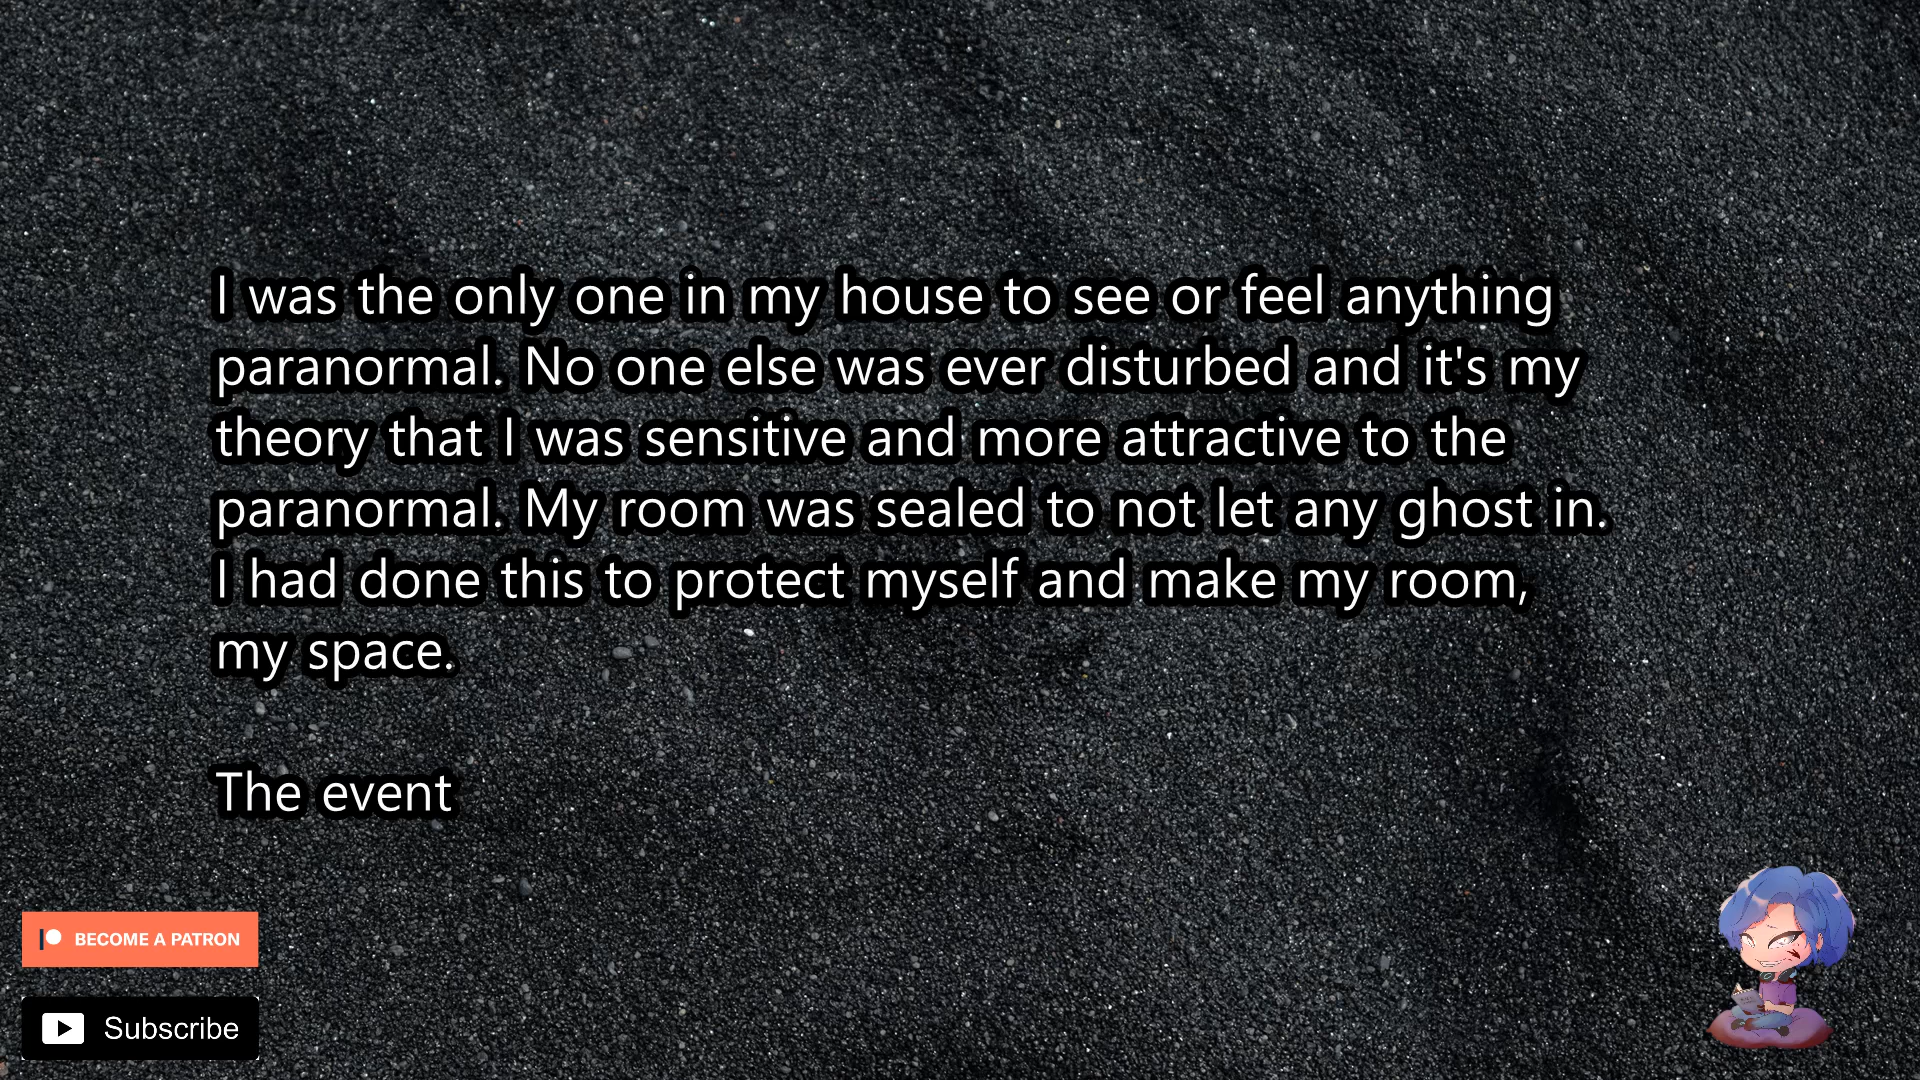 I was the only one in my house to see or feel anything
paranormal. No one else was ever disturbed and it's my
theory that I was sensitive and more attractive to the
paranormal. My room was sealed to not let any ghost in.
I had done this to protect myself and make my room,
my space.
The event
BECOME A PATRON
Subscribe